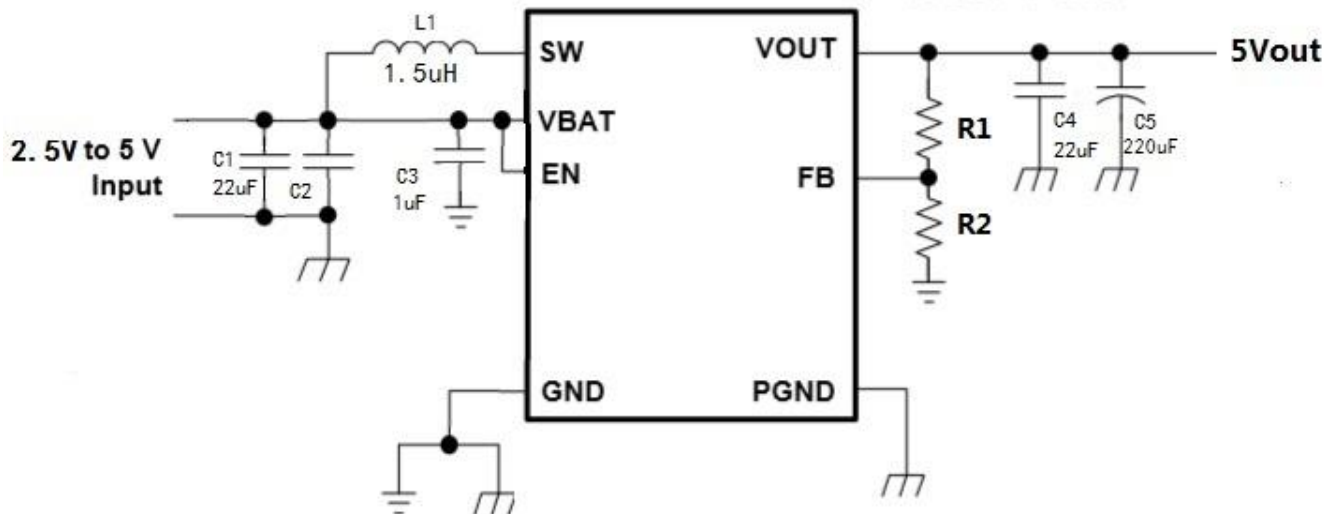 L1
1.5uH
SW
VOUT
5Vout
2.5V to 5 V
Input
C1
22uF
C2
C3
1uF
VBAT
EN
FB
R1
R2
C4
22uF
C5
220uF
GND
PGND